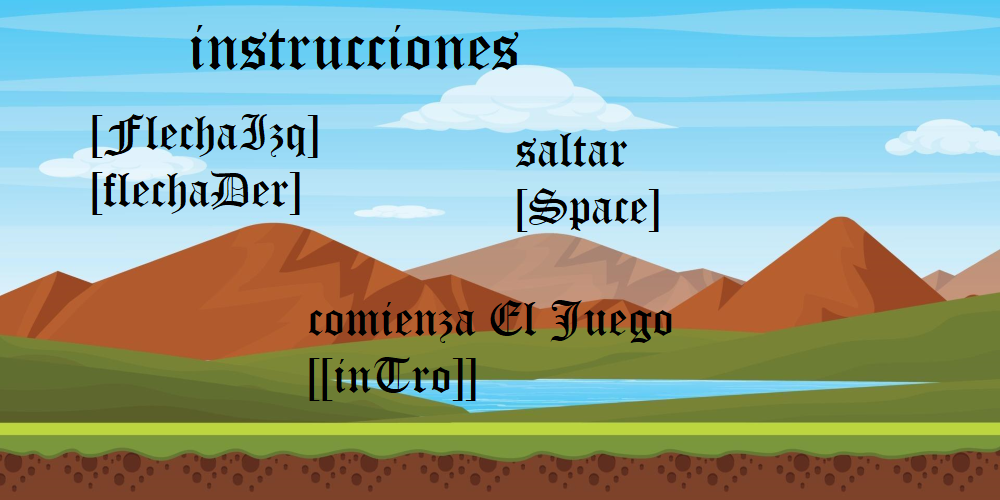 instrucciones
[FlechaIzq]
[flechaDer]
saltar
[Space]
comienza El Juego
[[inTro]]